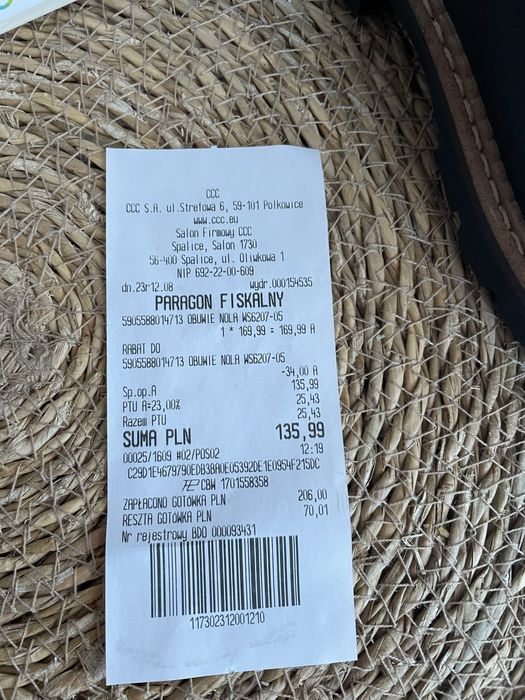 CCC
CCC S.A. ul.Strefowa 6, 59-101 Polkowice
www.ccc.eu
Salon Firmowy CCC
Spalice, Salon 1730
56-400 Spalice, ul. Oliwkowa 1
NIP 692-22-00-609
dn.23r12.08 wydr.000154535
PARAGON FISKALNY
5905588014713 OBUWIE NOLA WS6207-05
1 * 169,99 = 169,99 A
RABAT DO
5905588014713 OBUWIE NOLA WS6207-05
-34,00 A
Sp.op.A 135,99
PTU A=23,00% 25,43
Razem PTU 25,43
SUMA PLN 135,99
00025/1609 #02/POS02 12:19
C29D1E4679790EDB3BA0E05392DE1E0954F215DC
CBW 1701558358
ZAPŁACONO GOTÓWKA PLN 206,00
RESZTA GOTÓWKA PLN 70,01
Nr rejestrowy BDO 000093431
117302312001210